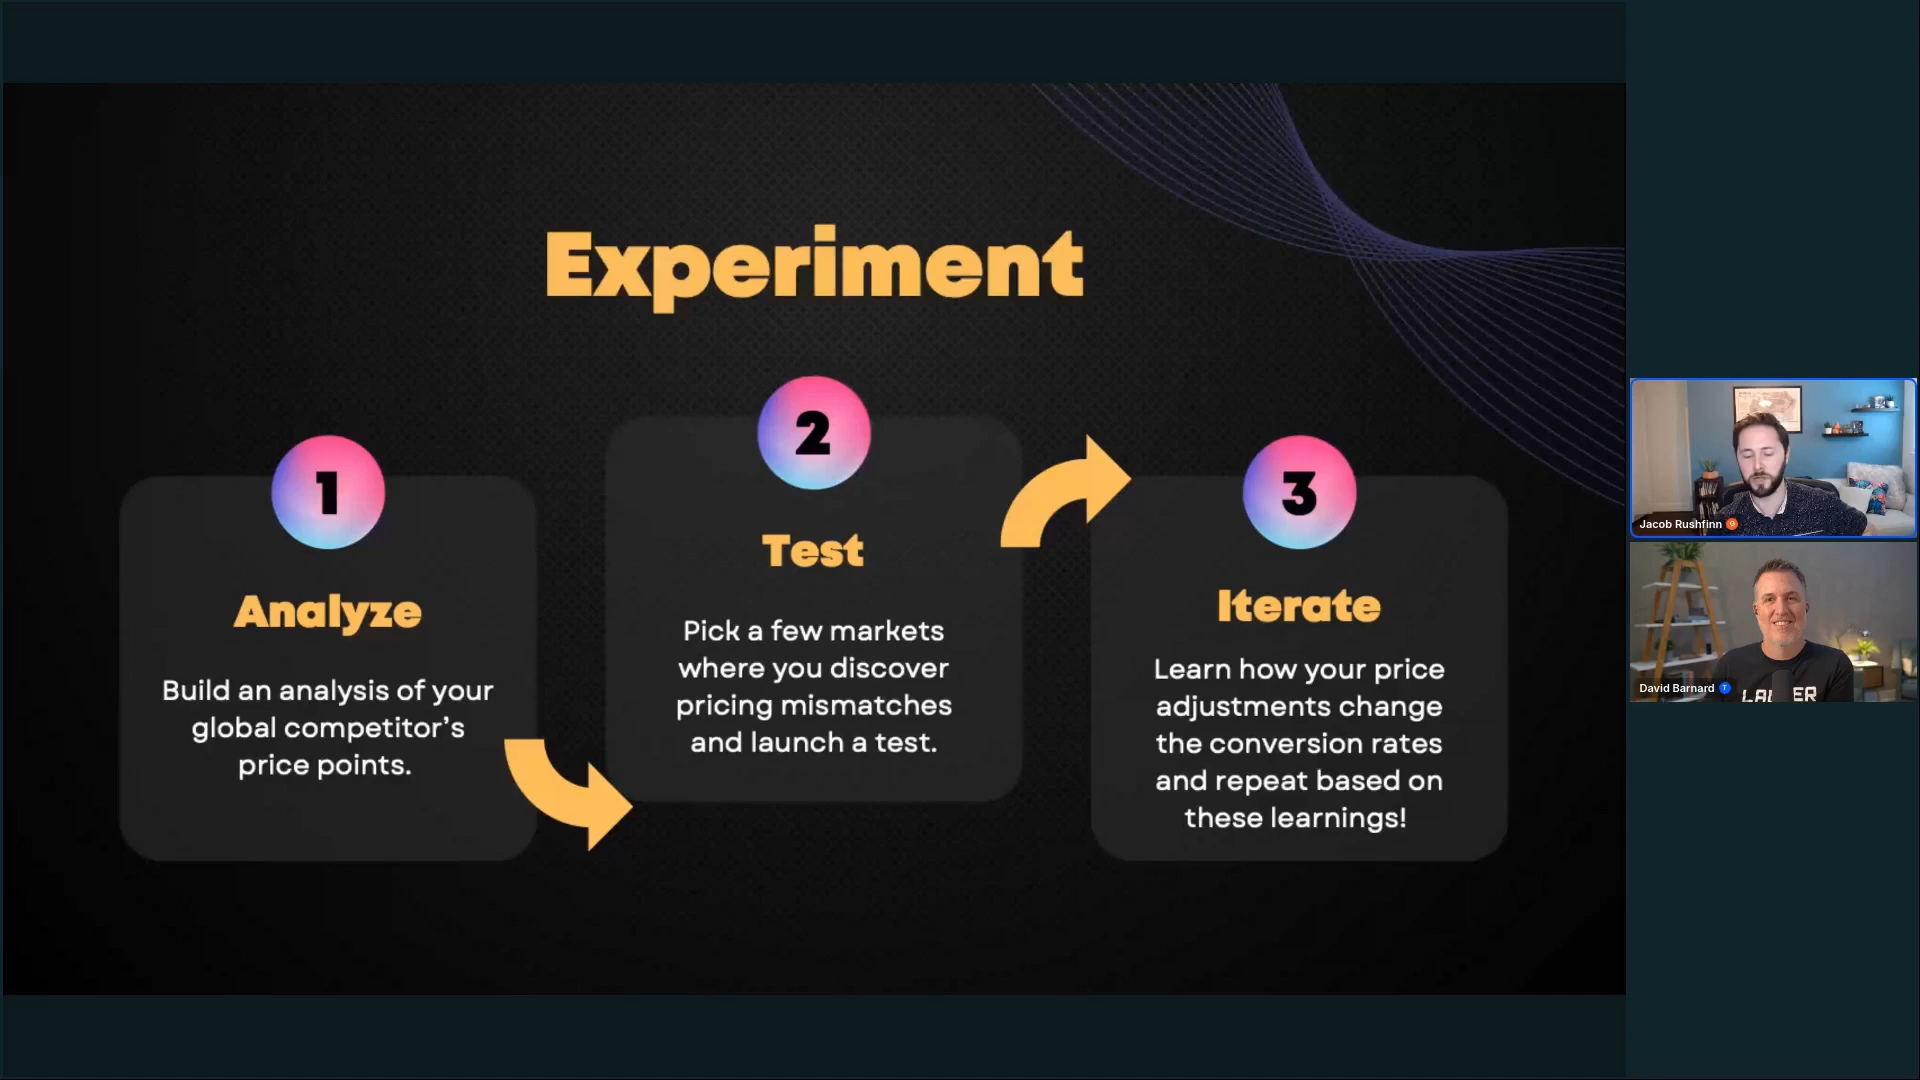 Experiment
1
Analyze
Build an analysis of your
global competitor's
price points.
2
Test
Pick a few markets
where you discover
pricing mismatches
and launch a test.
3
Iterate
Learn how your price
adjustments change
the conversion rates
and repeat based on
these learnings!
Jacob Rushfinn
David Barnard T